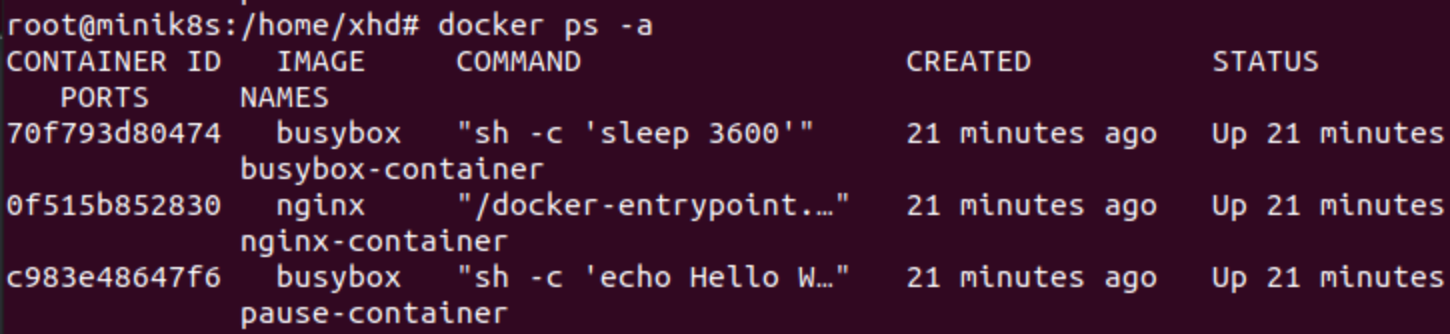 root@minik8s:/home/xhd# docker ps -a
CONTAINER ID   IMAGE     COMMAND                  CREATED          STATUS
   PORTS     NAMES
70f793d80474   busybox   "sh -c 'sleep 3600'"     21 minutes ago   Up 21 minutes
             busybox-container
0f515b852830   nginx     "/docker-entrypoint.…"   21 minutes ago   Up 21 minutes
             nginx-container
c983e48647f6   busybox   "sh -c 'echo Hello W…"   21 minutes ago   Up 21 minutes
             pause-container